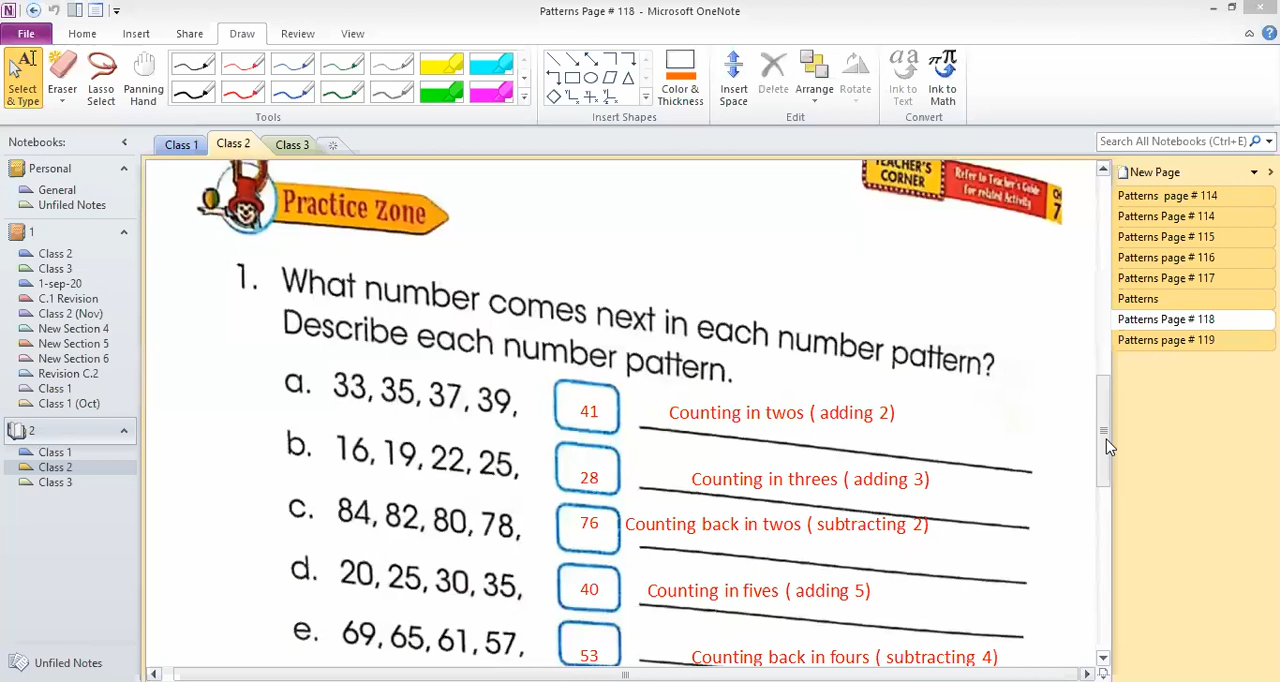 Patterns Page # 118 - Microsoft OneNote
File Home Insert Share Draw Review View
Select & Type
Eraser
Lasso Select
Panning Hand
Color & Thickness
Insert Space
Delete
Arrange
Rotate
Ink to Text
Ink to Math
Tools
Insert Shapes
Edit
Convert
Notebooks:
Personal
General
Unfiled Notes
1
Class 2
Class 3
1-sep-20
C.1 Revision
Class 2 (Nov)
New Section 4
New Section 5
New Section 6
Revision C.2
Class 1
Class 1 (Oct)
2
Class 1
Class 2
Class 3
Unfiled Notes
Class 1 Class 2 Class 3
Search All Notebooks (Ctrl+E)
TEACHER'S CORNER
Refer to Teacher's Guide
For related Activity
7
Practice Zone
1. What number comes next in each number pattern?
Describe each number pattern.
a. 33, 35, 37, 39, 41 Counting in twos ( adding 2)
b. 16, 19, 22, 25, 28 Counting in threes ( adding 3)
c. 84, 82, 80, 78, 76 Counting back in twos ( subtracting 2)
d. 20, 25, 30, 35, 40 Counting in fives ( adding 5)
e. 69, 65, 61, 57, 53 Counting back in fours ( subtracting 4)
New Page
Patterns page # 114
Patterns Page # 114
Patterns Page # 115
Patterns page # 116
Patterns Page # 117
Patterns
Patterns Page # 118
Patterns page # 119